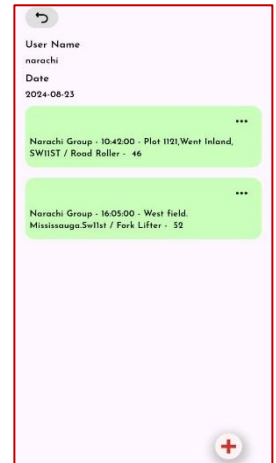 User Name
narachi
Date
2024-08-23
Narachi Group - 10:42:00 - Plot 1121,Went Inland,
SW11ST / Road Roller - 46
Narachi Group - 16:05:00 - West field.
Mississauga.Sw11st / Fork Lifter - 52